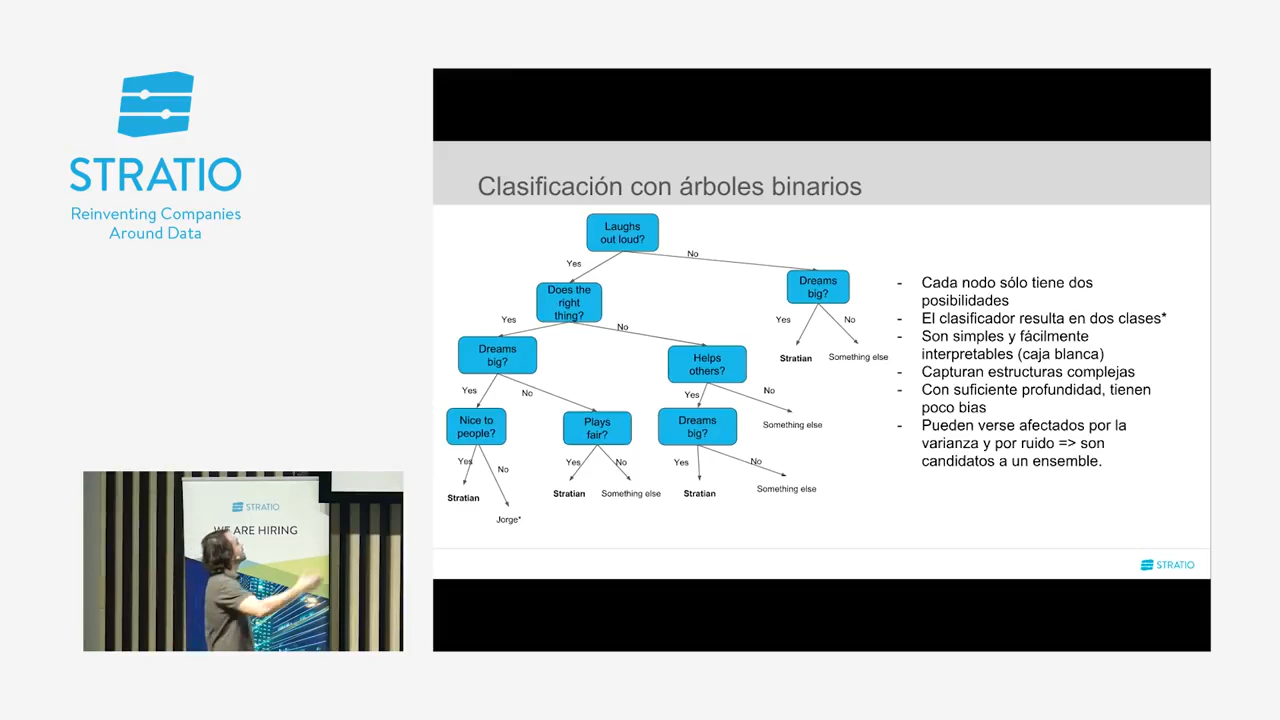 STRATIO
Reinventing Companies
Around Data
Clasificación con árboles binarios
Laughs
out loud?
Yes
No
Does the
right
thing?
Dreams
big?
Yes
No
Yes
No
Dreams
big?
Helps
others?
Stratian
Something else
Yes
No
Yes
No
Nice to
people?
Plays
fair?
Dreams
big?
Something else
Yes
No
Yes
No
Yes
No
Stratian
Jorge*
Stratian
Something else
Stratian
Something else
- Cada nodo sólo tiene dos
posibilidades
- El clasificador resulta en dos clases*
- Son simples y fácilmente
interpretables (caja blanca)
- Capturan estructuras complejas
- Con suficiente profundidad, tienen
poco bias
- Pueden verse afectados por la
varianza y por ruido => son
candidatos a un ensemble.
STRATIO
STRATIO
WE ARE HIRING